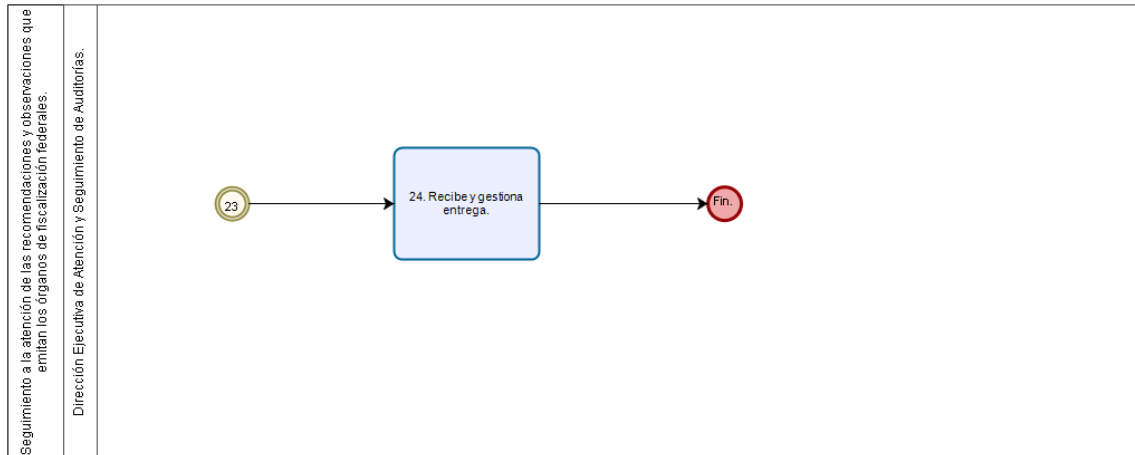 Seguimiento a la atención de las recomendaciones y observaciones que
emitan los órganos de fiscalización federales.
Dirección Ejecutiva de Atención y Seguimiento de Auditorías.
23
24. Recibe y gestiona
entrega.
Fin.